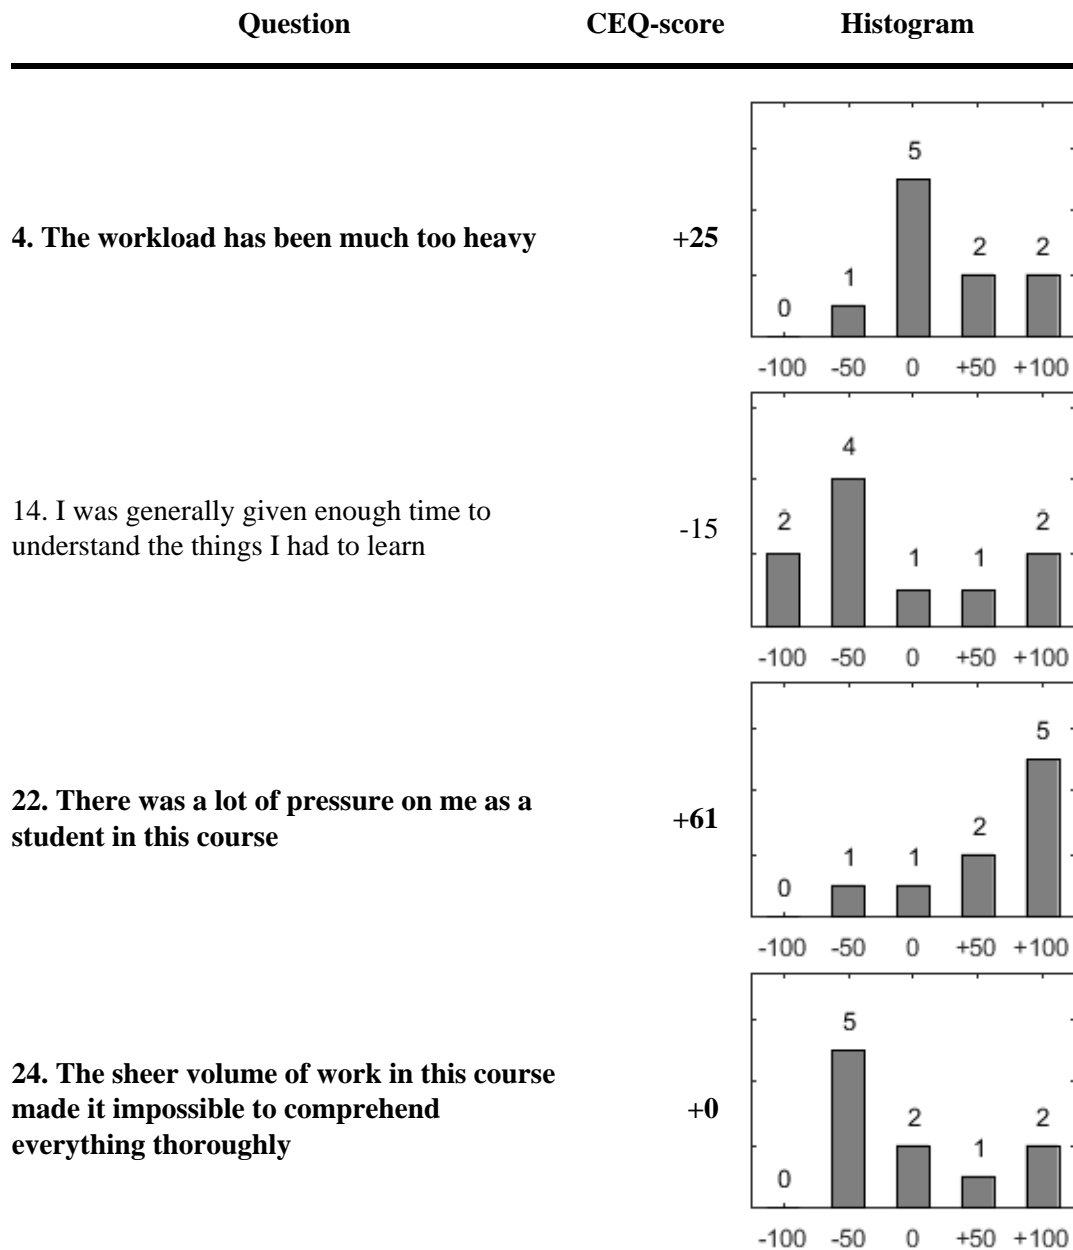 Question CEQ-score Histogram
5
4. The workload has been much too heavy +25
2 2
1
0
-100 -50 0 +50 +100
4
14. I was generally given enough time to
understand the things I had to learn
-15
2 2
1 1
-100 -50 0 +50 +100
5
22. There was a lot of pressure on me as a
student in this course
+61
2
1 1
0
-100 -50 0 +50 +100
5
24. The sheer volume of work in this course
made it impossible to comprehend
everything thoroughly
+0
2 2
1
0
-100 -50 0 +50 +100